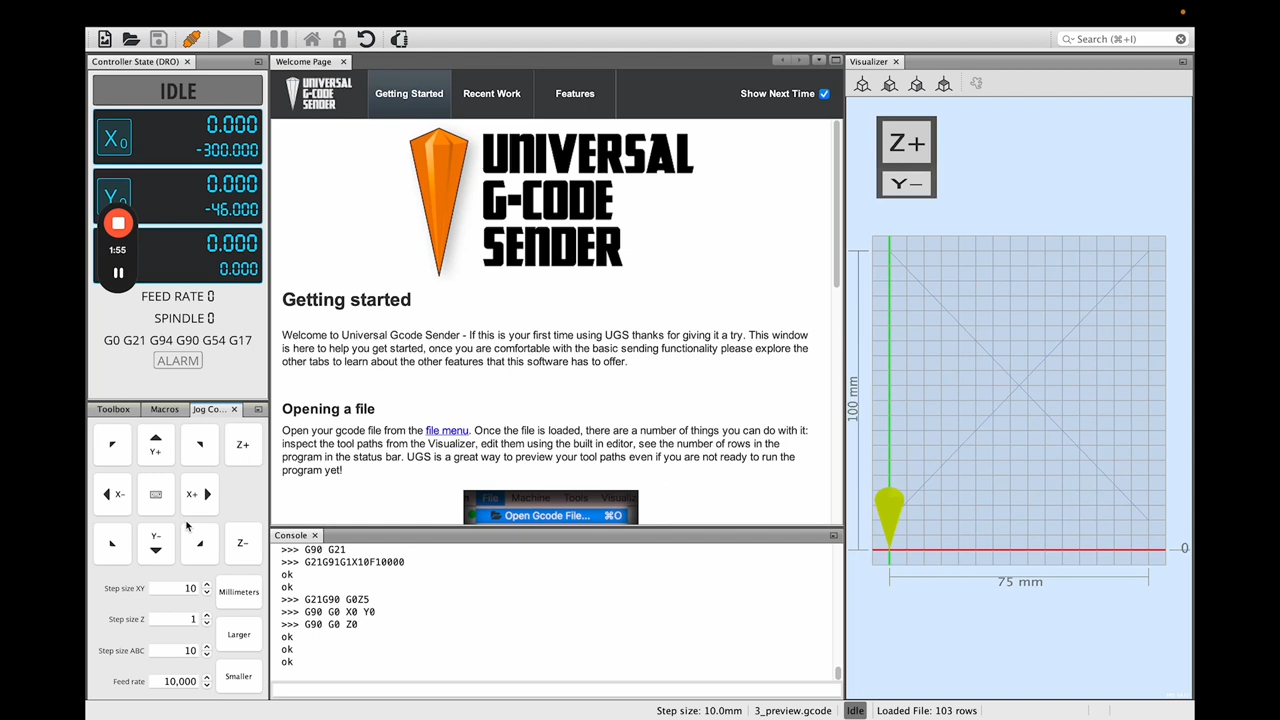 Search (⌘+I)
Controller State (DRO)
Welcome Page
Visualizer
IDLE
UNIVERSAL
G-CODE
SENDER
Getting Started
Recent Work
Features
Show Next Time
X0
0.000
-300.000
0.000
-46.000
0.000
0.000
1:55
FEED RATE 0
SPINDLE 0
G0 G21 G94 G90 G54 G17
ALARM
UNIVERSAL
G-CODE
SENDER
Getting started
Welcome to Universal Gcode Sender - If this is your first time using UGS thanks for giving it a try. This window
is here to help you get started, once you are comfortable with the basic sending functionality please explore the
other tabs to learn about the other features that this software has to offer.
Opening a file
Open your gcode file from the file menu. Once the file is loaded, there are a number of things you can do with it:
inspect the tool paths from the Visualizer, edit them using the built in editor, see the number of rows in the
program in the status bar. UGS is a great way to preview your tool paths even if you are not ready to run the
program yet!
File Machine Tools
Open Gcode File... ⌘O
Z+
Y-
100 mm
0
75 mm
Toolbox
Macros
Jog Co...
Y+
Z+
X-
X+
Y-
Z-
Step size XY 10
Millimeters
Step size Z 1
Larger
Step size ABC 10
Smaller
Feed rate 10,000
Console
>>> G90 G21
>>> G21G91G1X10F10000
ok
ok
>>> G21G90 G0Z5
>>> G90 G0 X0 Y0
>>> G90 G0 Z0
ok
ok
ok
Step size: 10.0mm
3_preview.gcode
Idle
Loaded File: 103 rows